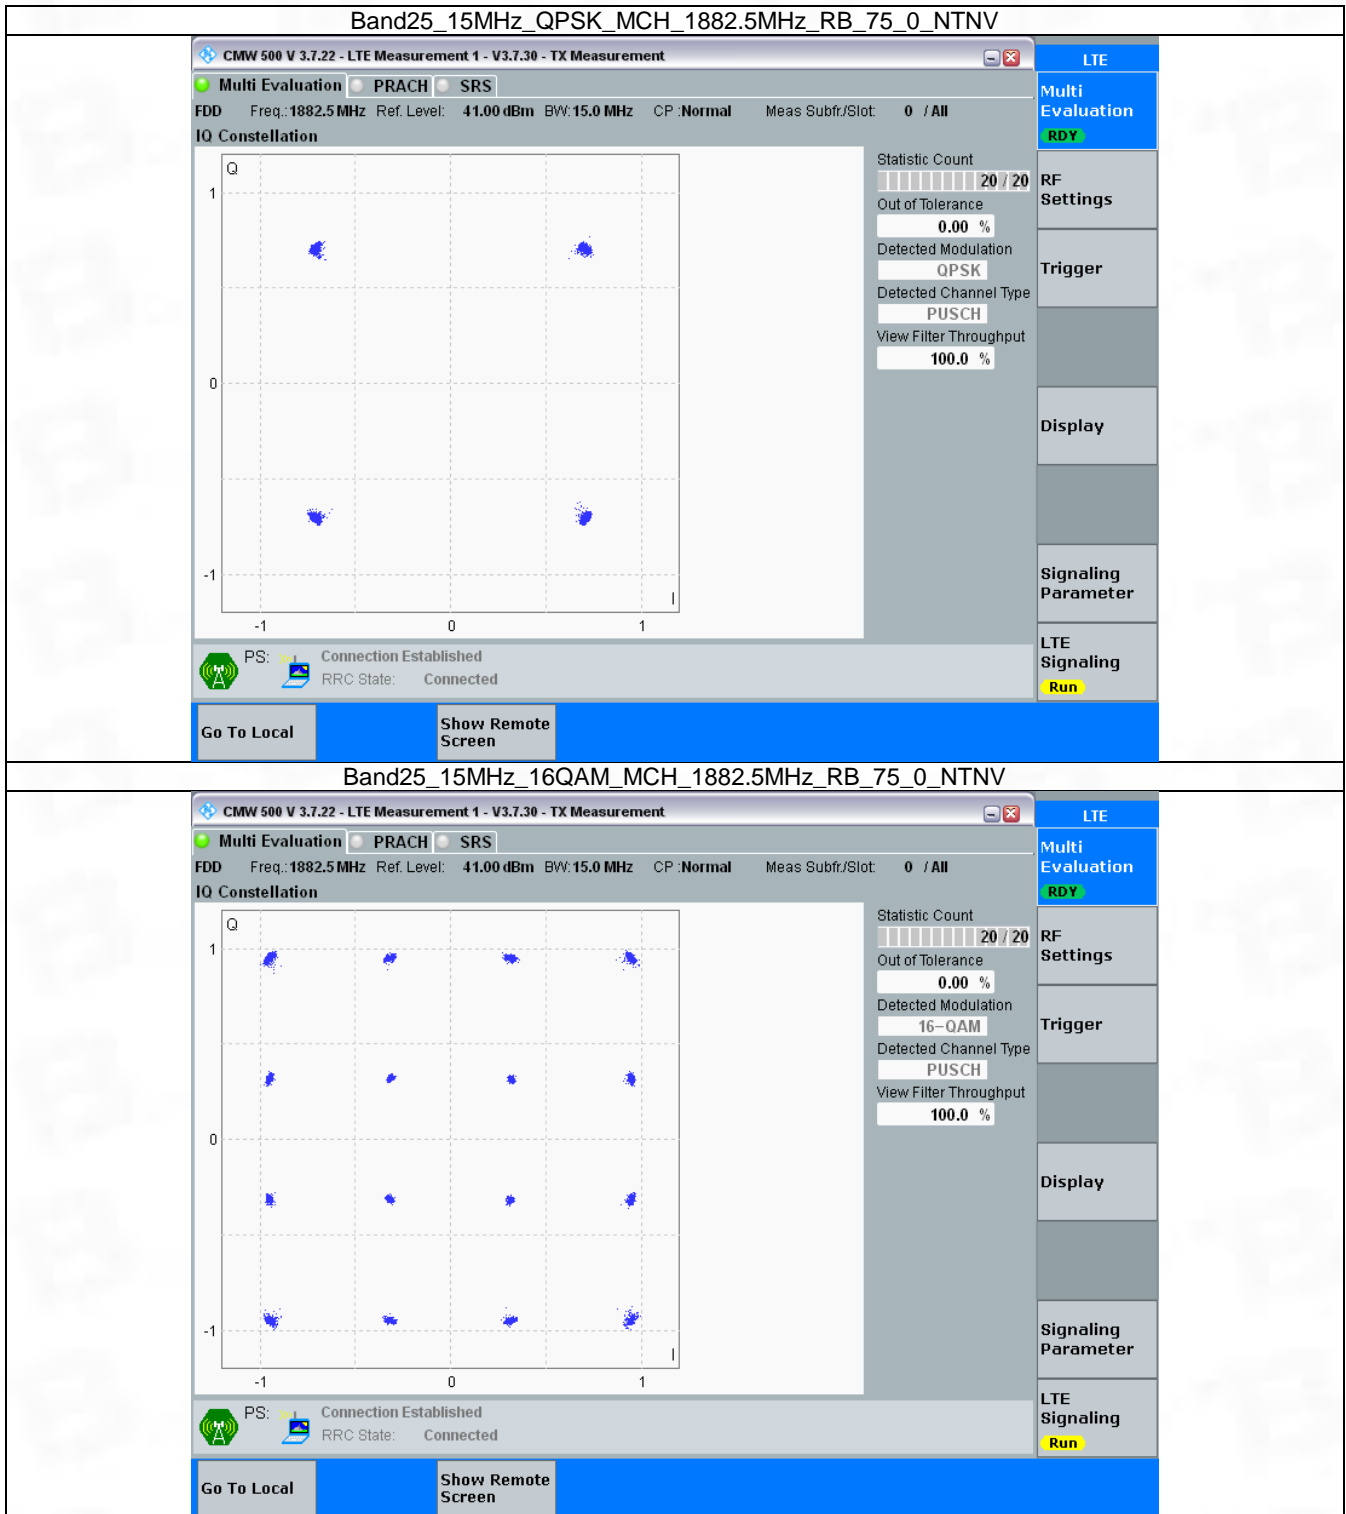 Band25_15MHz_QPSK_MCH_1882.5MHz_RB_75_0_NTNV
CMW 500 V 3.7.22 - LTE Measurement 1 - V3.7.30 - TX Measurement
LTE
Multi Evaluation PRACH SRS
Multi
Evaluation
RDY
FDD Freq.: 1882.5 MHz Ref. Level: 41.00 dBm BW: 15.0 MHz CP : Normal Meas Subfr./Slot: 0 / All
IQ Constellation
Q
1
0
-1
I
-1 0 1
Statistic Count
20 / 20
Out of Tolerance
0.00 %
Detected Modulation
QPSK
Detected Channel Type
PUSCH
View Filter Throughput
100.0 %
RF
Settings
Trigger
Display
Signaling
Parameter
LTE
Signaling
Run
PS: Connection Established
RRC State: Connected
Go To Local
Show Remote
Screen
Band25_15MHz_16QAM_MCH_1882.5MHz_RB_75_0_NTNV
CMW 500 V 3.7.22 - LTE Measurement 1 - V3.7.30 - TX Measurement
LTE
Multi Evaluation PRACH SRS
Multi
Evaluation
RDY
FDD Freq.: 1882.5 MHz Ref. Level: 41.00 dBm BW: 15.0 MHz CP : Normal Meas Subfr./Slot: 0 / All
IQ Constellation
Q
1
0
-1
I
-1 0 1
Statistic Count
20 / 20
Out of Tolerance
0.00 %
Detected Modulation
16-QAM
Detected Channel Type
PUSCH
View Filter Throughput
100.0 %
RF
Settings
Trigger
Display
Signaling
Parameter
LTE
Signaling
Run
PS: Connection Established
RRC State: Connected
Go To Local
Show Remote
Screen